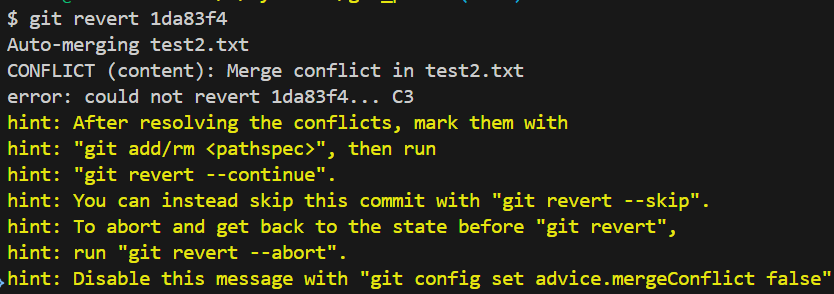 $ git revert 1da83f4
Auto-merging test2.txt
CONFLICT (content): Merge conflict in test2.txt
error: could not revert 1da83f4... C3
hint: After resolving the conflicts, mark them with
hint: "git add/rm <pathspec>", then run
hint: "git revert --continue".
hint: You can instead skip this commit with "git revert --skip".
hint: To abort and get back to the state before "git revert",
hint: run "git revert --abort".
hint: Disable this message with "git config set advice.mergeConflict false"